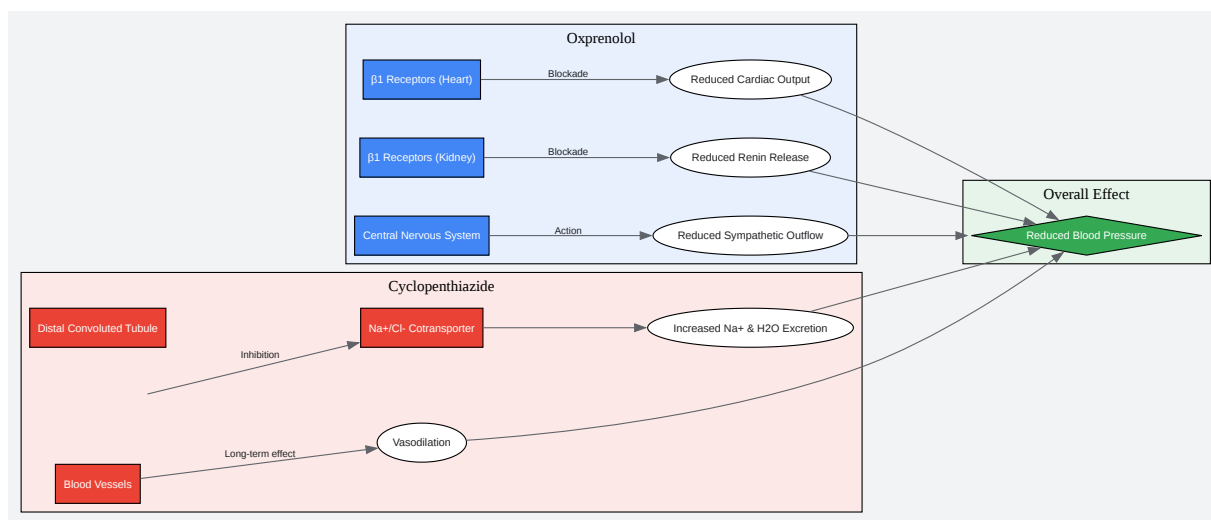 Oxprenolol
β1 Receptors (Heart)
Blockade
Reduced Cardiac Output
β1 Receptors (Kidney)
Blockade
Reduced Renin Release
Central Nervous System
Action
Reduced Sympathetic Outflow
Overall Effect
Reduced Blood Pressure
Cyclopenthiazide
Distal Convoluted Tubule
Inhibition
Na+/Cl- Cotransporter
Increased Na+ & H2O Excretion
Blood Vessels
Long-term effect
Vasodilation